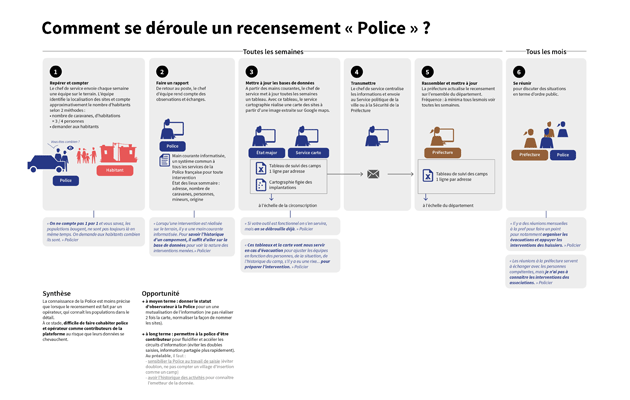 Comment se déroule un recensement « Police » ?
Toutes les semaines
Tous les mois
1
Repérer et compter
Le chef de service envoie chaque semaine
une équipe sur le terrain. L'équipe
identifie la localisation des sites et compte
approximativement le nombre d'habitants
selon 2 méthodes :
• nombre de caravanes, d'habitations
× 3 / 4 personnes
• demander aux habitants
Vous êtes combien ?
Police
Habitant
« On ne compte pas 1 par 1 et vous savez, les
populations bougent, on sont pas toujours là en
même temps. On demande aux habitants combien
ils sont. » Policier
2
Faire un rapport
De retour au poste, le chef
d'équipe rend compte des
observations et échanges.
Police
Main courante informatisée,
un système commun à
tous les services de la
Police française pour toute
intervention
Etat des lieux sommaire :
adresse, nombre de
caravanes, personnes,
mineurs, origine
« Lorsqu'une intervention est réalisée
sur le terrain, il y a une main courante
informatisée. Pour savoir l'historique
d'un campement, il suffit d'aller sur la
base de données pour voir la nature des
interventions menées. » Policier
3
Mettre à jour les bases de données
A partir des mains courantes, le chef de
service met à jour toutes les semaines
un tableau. Avec le tableau, le service
cartographie réalise une carte des sites à
partir d'une image extraite sur Google Maps.
Etat major
Service carto
Tableau de suivi des camps
1 ligne par adresse
Cartographie figée des
implantations
à l'échelle de la circonscription
« Si votre outil est fonctionnel on s'en servira,
mais on se débrouille déjà. » Policier
« Ces tableaux et la carte vont nous servir
en cas d'évacuation pour ajuster les équipes
en fonction des personnes, de la situation, de
l'historique du camp, s'il y a eu une rixe... pour
préparer l'intervention. » Policier
4
Transmettre
Le chef de service centralise
les informations et les envoie
au Service politique de la
ville ou à la Sécurité de la
Préfecture
5
Rassembler et mettre à jour
La préfecture actualise le recensement
sur l'ensemble du département.
Fréquence : à minima tous les mois voir
toutes les semaines.
Préfecture
Tableau de suivi des camps
1 ligne par adresse
à l'échelle du département
6
Se réunir
pour discuter des situations
en terme d'ordre public.
Préfecture
Police
« Il y a des réunions mensuelles
à la préf pour faire un point
pour notamment organiser les
évacuations et appuyer les
interventions des huissiers. »
Policier
« Les réunions à la préfecture servent
à échanger avec les personnes
compétentes, mais je n'ai pas à
connaître les interventions des
associations. » Policier
Synthèse
La connaissance de la Police est moins précise
que lorsque le recensement est fait par un
opérateur, qui connaît les populations dans le
détail.
A ce stade, difficile de faire cohabiter police
et opérateur comme contributeurs de la
plateforme au risque que leurs données se
chevauchent.
Opportunité
→ à moyen terme : donner le statut
d'observateur à la Police pour une
mutualisation de l'information (ne pas réaliser
2 fois la carte, normaliser la façon de nommer
les sites).
→ à long terme : permettre à la police d'être
contributeur pour fluidifier et accéler les
circuits d'information (éviter les doubles
saisies, information partagée plus rapidement).
Au préalable, il faut :
- sensibiliser la Police au travail de saisie (éviter
doublon, ne pas compter un village d'insertion
comme un camp)
- avoir l'historique des activités pour connaître
l'émetteur de la donnée.